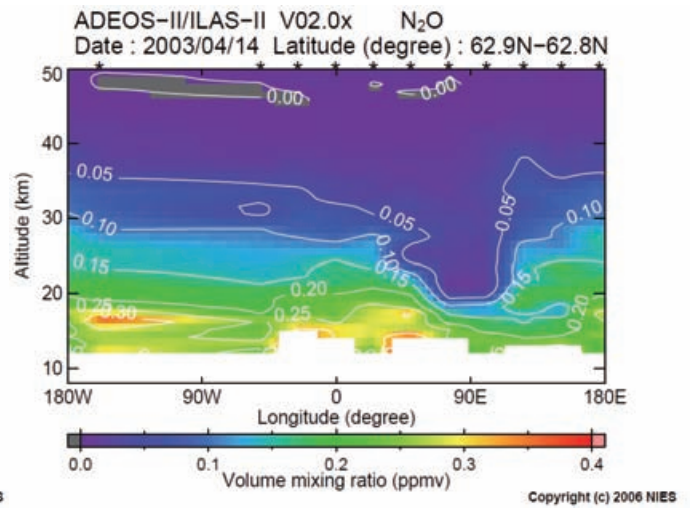 ADEOS−II/ILAS−II V02.0x N₂O
Date : 2003/04/14 Latitude (degree) : 62.9N−62.8N
* * * * * * * * * *
50
40
30
20
10
Altitude (km)
0.00
0.00
0.05
0.05
0.05
0.10
0.10
0.10
0.15
0.15
0.15
0.20
0.20
0.25
0.30
0.25
180W 90W 0 90E 180E
Longitude (degree)
0.0 0.1 0.2 0.3 0.4
Volume mixing ratio (ppmv)
s
Copyright (c) 2006 NIES